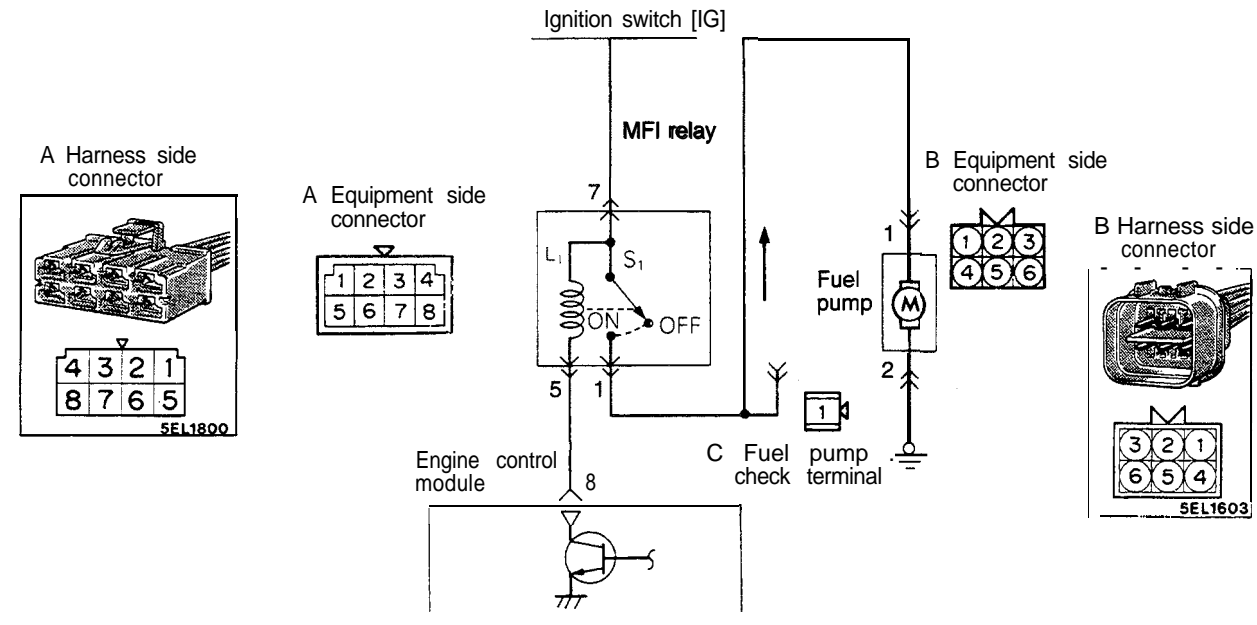 Ignition switch [IG]
MFI relay
A Harness side
connector
4 3 2 1
8 7 6 5
5EL1800
A Equipment side
connector
1 2 3 4
5 6 7 8
7
L1
S1
ON
OFF
5
1
Engine control
module
8
C Fuel pump
check terminal
1
Fuel
pump
1
M
2
B Equipment side
connector
1 2 3
4 5 6
B Harness side
connector
3 2 1
6 5 4
5EL1603